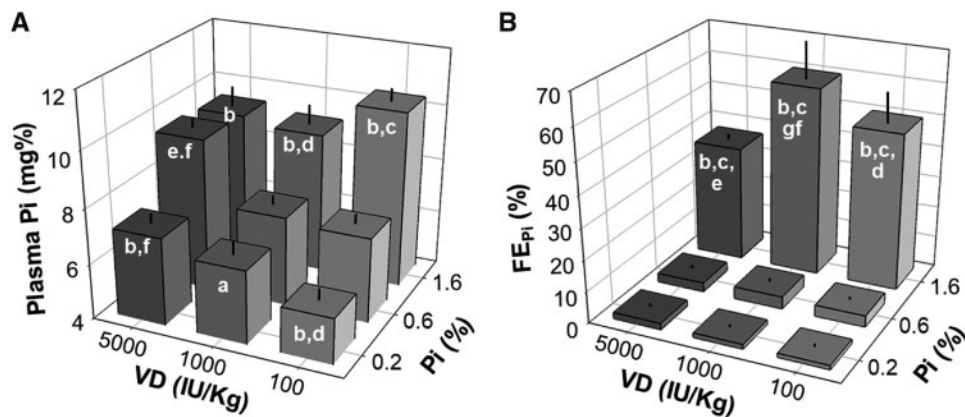 A
Plasma Pi (mg%)
12
10
8
6
4
b
e.f
b,d
b,c
b,f
a
b,d
5000
1000
100
VD (IU/Kg)
0.2
0.6
1.6
Pi (%)
B
FEPi (%)
70
60
50
40
30
20
10
0
b,c,
e
b,c
gf
b,c,
d
5000
1000
100
VD (IU/Kg)
0.2
0.6
1.6
Pi (%)